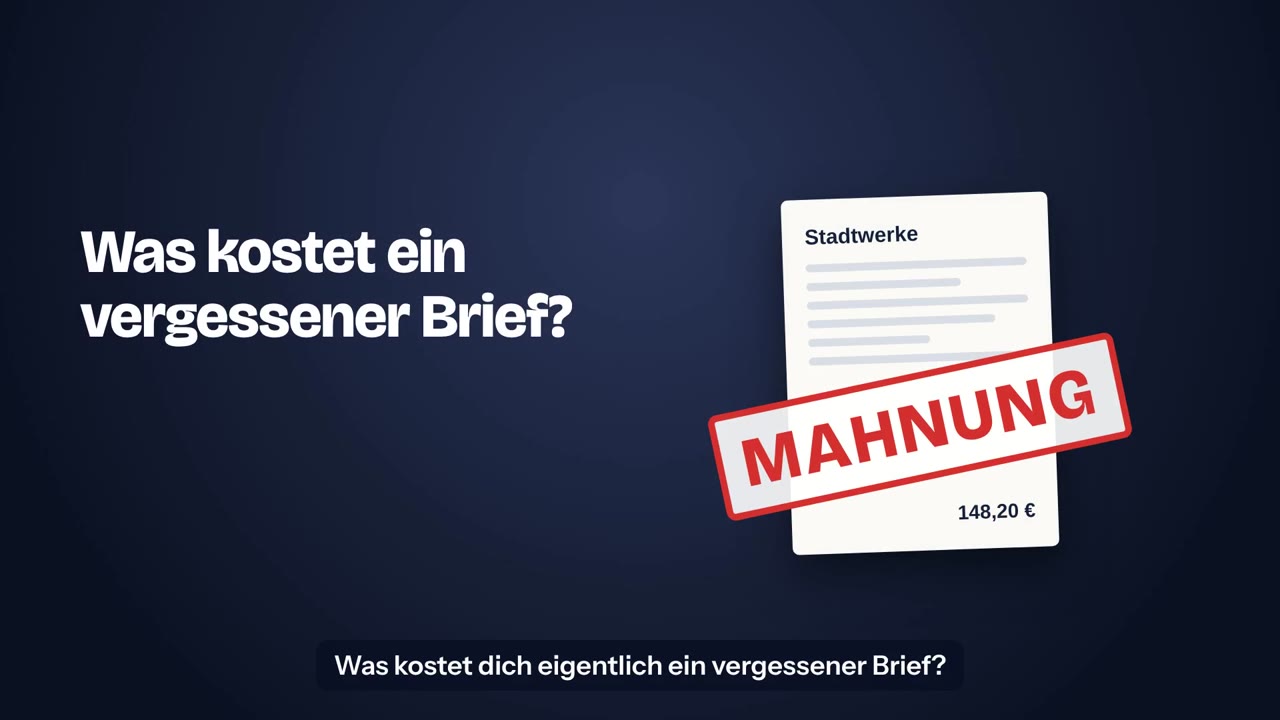 Was kostet ein
vergessener Brief?
Stadtwerke
MAHNUNG
148,20 €
Was kostet dich eigentlich ein vergessener Brief?